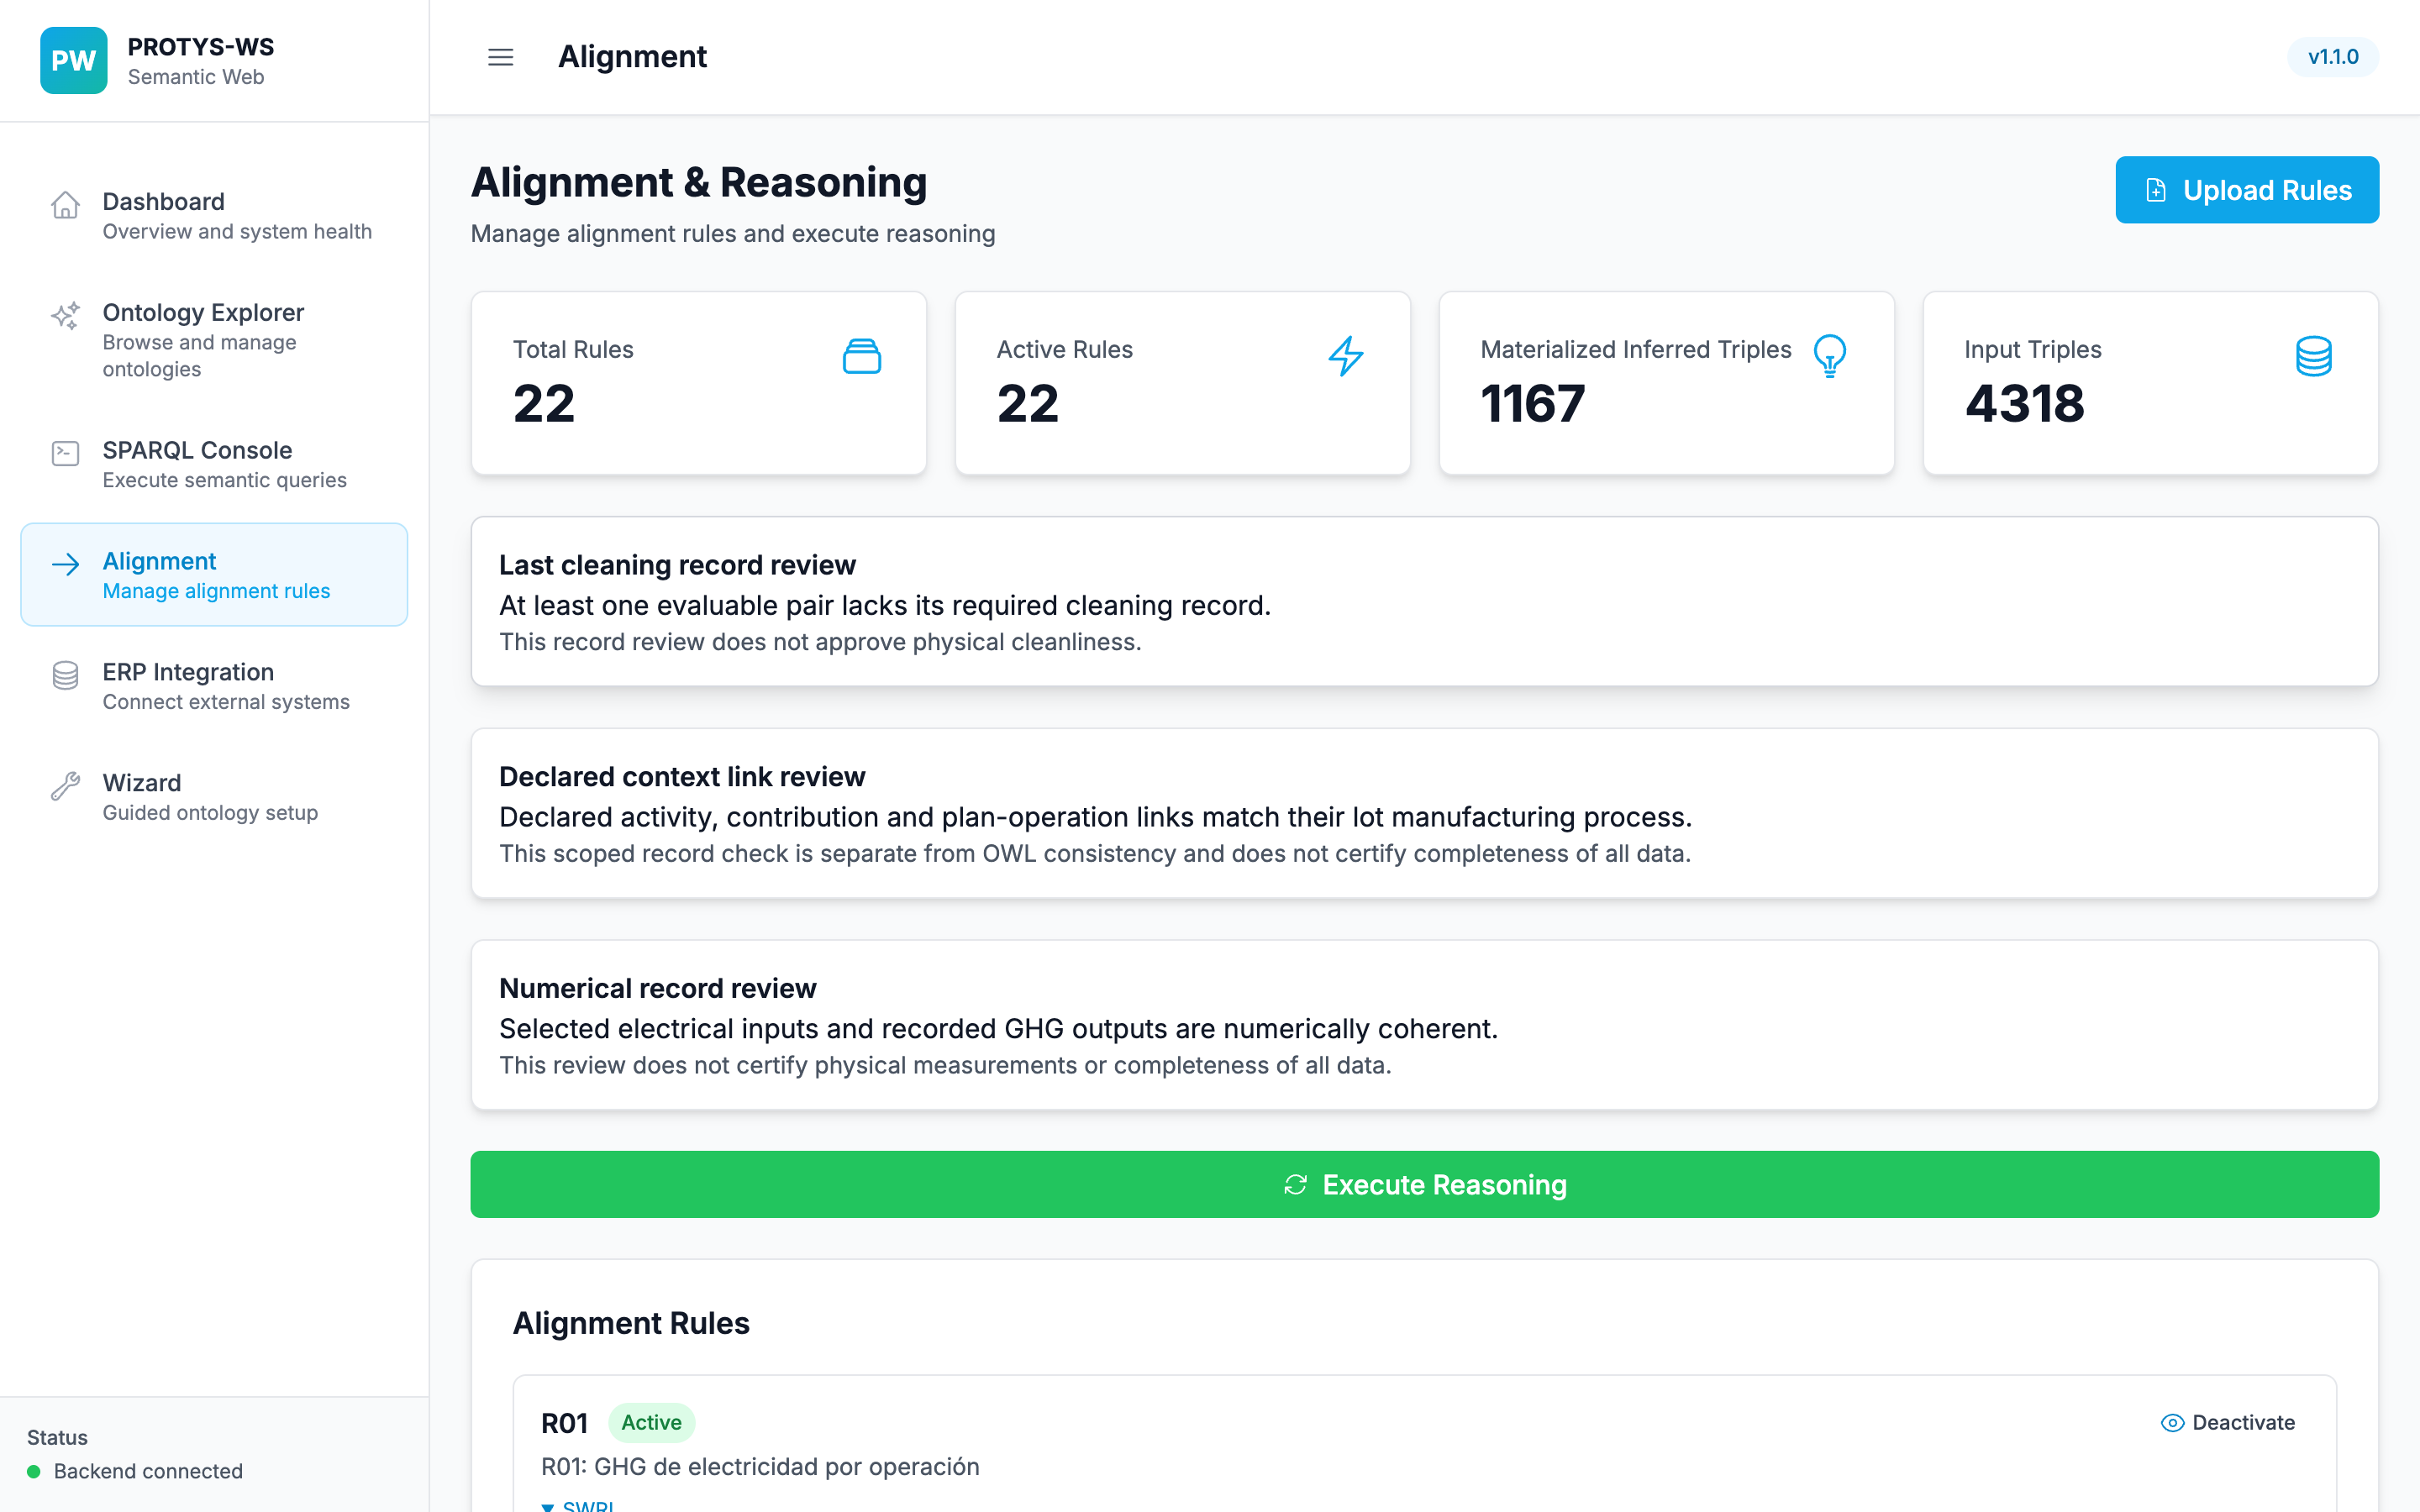 PW
PROTYS-WS
Semantic Web
Dashboard
Overview and system health
Ontology Explorer
Browse and manage
ontologies
SPARQL Console
Execute semantic queries
Alignment
Manage alignment rules
ERP Integration
Connect external systems
Wizard
Guided ontology setup
Status
Backend connected
Alignment
v1.1.0
Alignment & Reasoning
Manage alignment rules and execute reasoning
Upload Rules
Total Rules
22
Active Rules
22
Materialized Inferred Triples
1167
Input Triples
4318
Last cleaning record review
At least one evaluable pair lacks its required cleaning record.
This record review does not approve physical cleanliness.
Declared context link review
Declared activity, contribution and plan-operation links match their lot manufacturing process.
This scoped record check is separate from OWL consistency and does not certify completeness of all data.
Numerical record review
Selected electrical inputs and recorded GHG outputs are numerically coherent.
This review does not certify physical measurements or completeness of all data.
Execute Reasoning
Alignment Rules
R01 Active
Deactivate
R01: GHG de electricidad por operación
SWRL